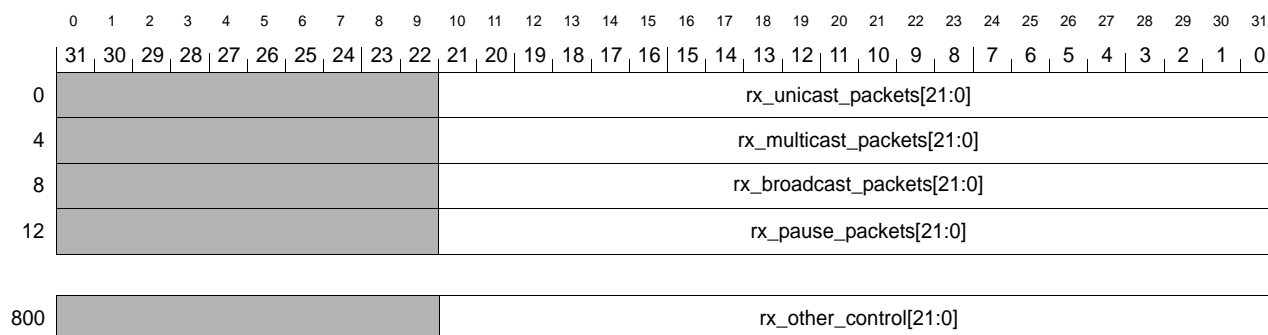 0 1 2 3 4 5 6 7 8 9 10 11 12 13 14 15 16 17 18 19 20 21 22 23 24 25 26 27 28 29 30 31
31 30 29 28 27 26 25 24 23 22 21 20 19 18 17 16 15 14 13 12 11 10 9 8 7 6 5 4 3 2 1 0
0 rx_unicast_packets[21:0]
4 rx_multicast_packets[21:0]
8 rx_broadcast_packets[21:0]
12 rx_pause_packets[21:0]
800 rx_other_control[21:0]